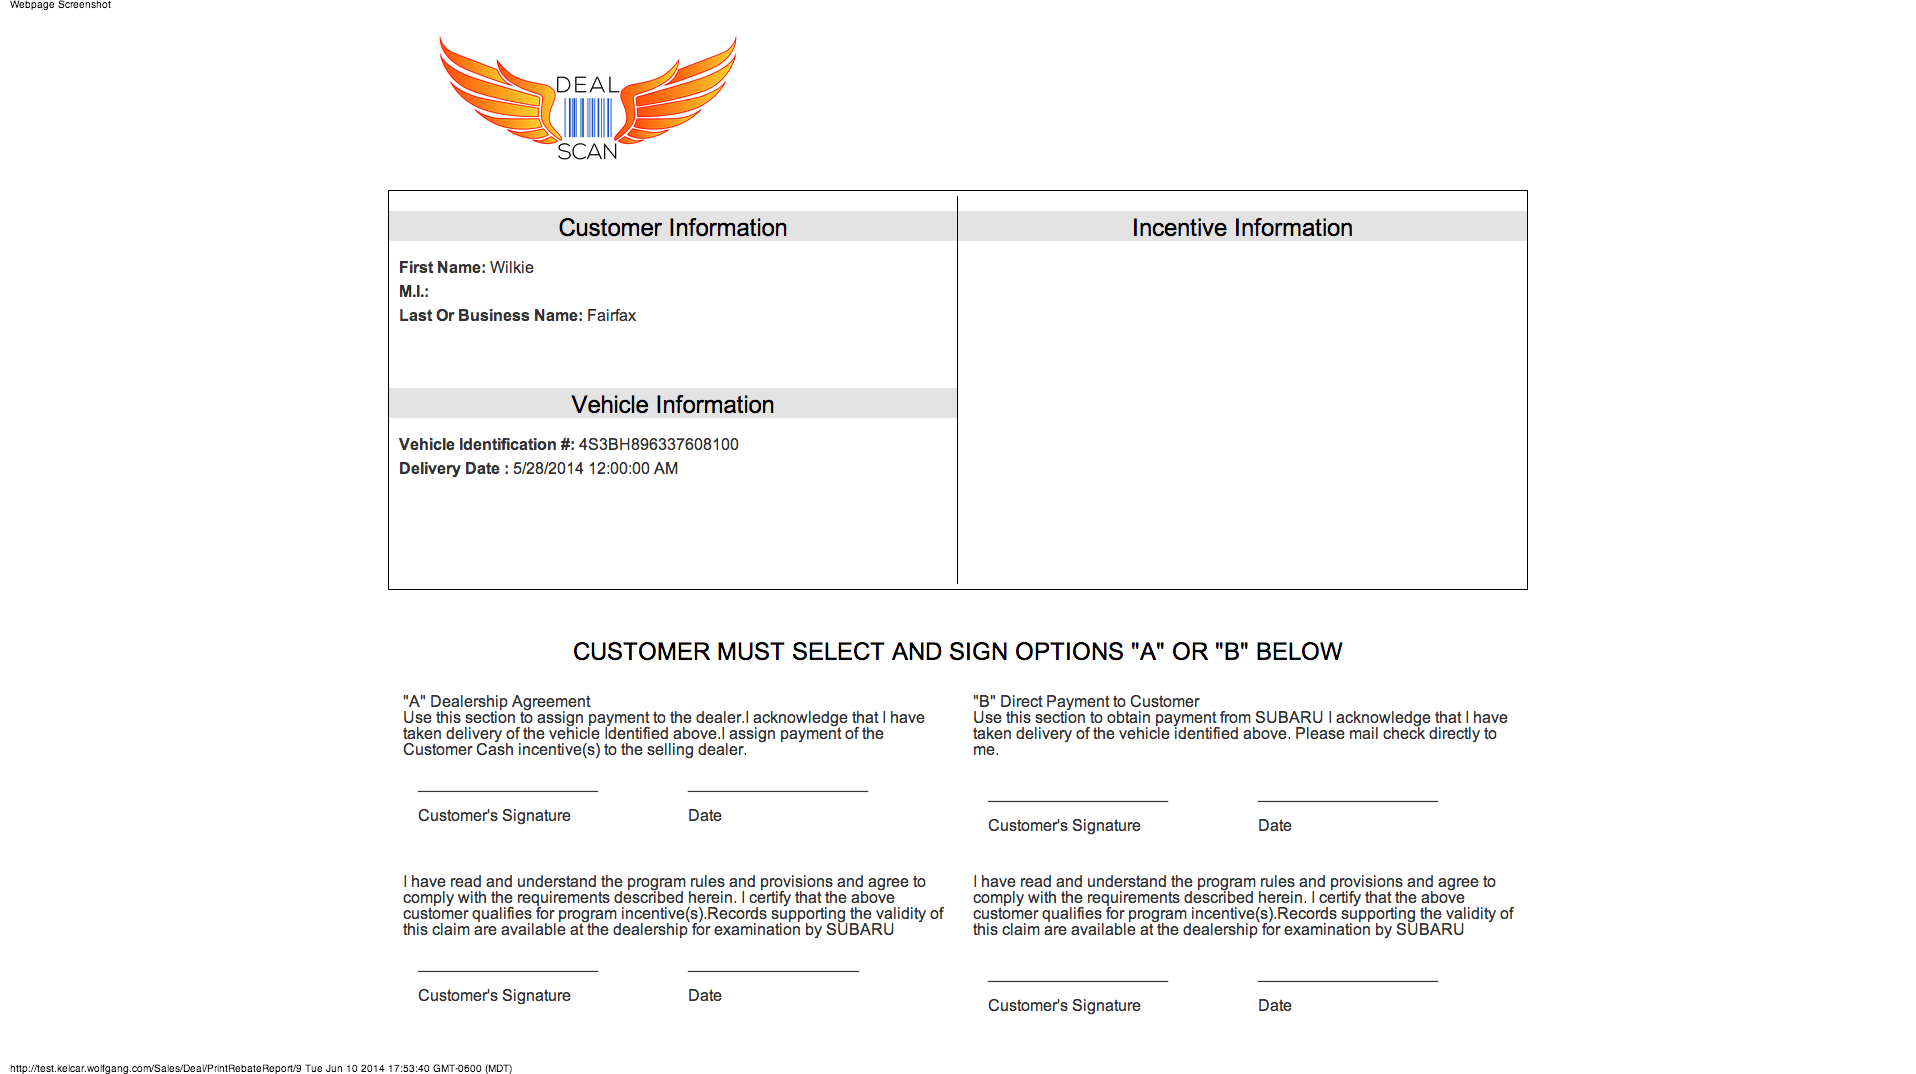 Webpage Screenshot
DEAL
SCAN
Customer Information
First Name: Wilkie
M.I.:
Last Or Business Name: Fairfax
Vehicle Information
Vehicle Identification #: 4S3BH896337608100
Delivery Date : 5/28/2014 12:00:00 AM
Incentive Information
CUSTOMER MUST SELECT AND SIGN OPTIONS "A" OR "B" BELOW
"A" Dealership Agreement
Use this section to assign payment to the dealer.I acknowledge that I have
taken delivery of the vehicle Identified above.I assign payment of the
Customer Cash incentive(s) to the selling dealer.
Customer's Signature Date
I have read and understand the program rules and provisions and agree to
comply with the requirements described herein. I certify that the above
customer qualifies for program incentive(s).Records supporting the validity of
this claim are available at the dealership for examination by SUBARU
Customer's Signature Date
"B" Direct Payment to Customer
Use this section to obtain payment from SUBARU I acknowledge that I have
taken delivery of the vehicle identified above. Please mail check directly to
me.
Customer's Signature Date
I have read and understand the program rules and provisions and agree to
comply with the requirements described herein. I certify that the above
customer qualifies for program incentive(s).Records supporting the validity of
this claim are available at the dealership for examination by SUBARU
Customer's Signature Date
http://test.kelcar.wolfgang.com/Sales/Deal/PrintRebateReport/9 Tue Jun 10 2014 17:53:40 GMT-0600 (MDT)